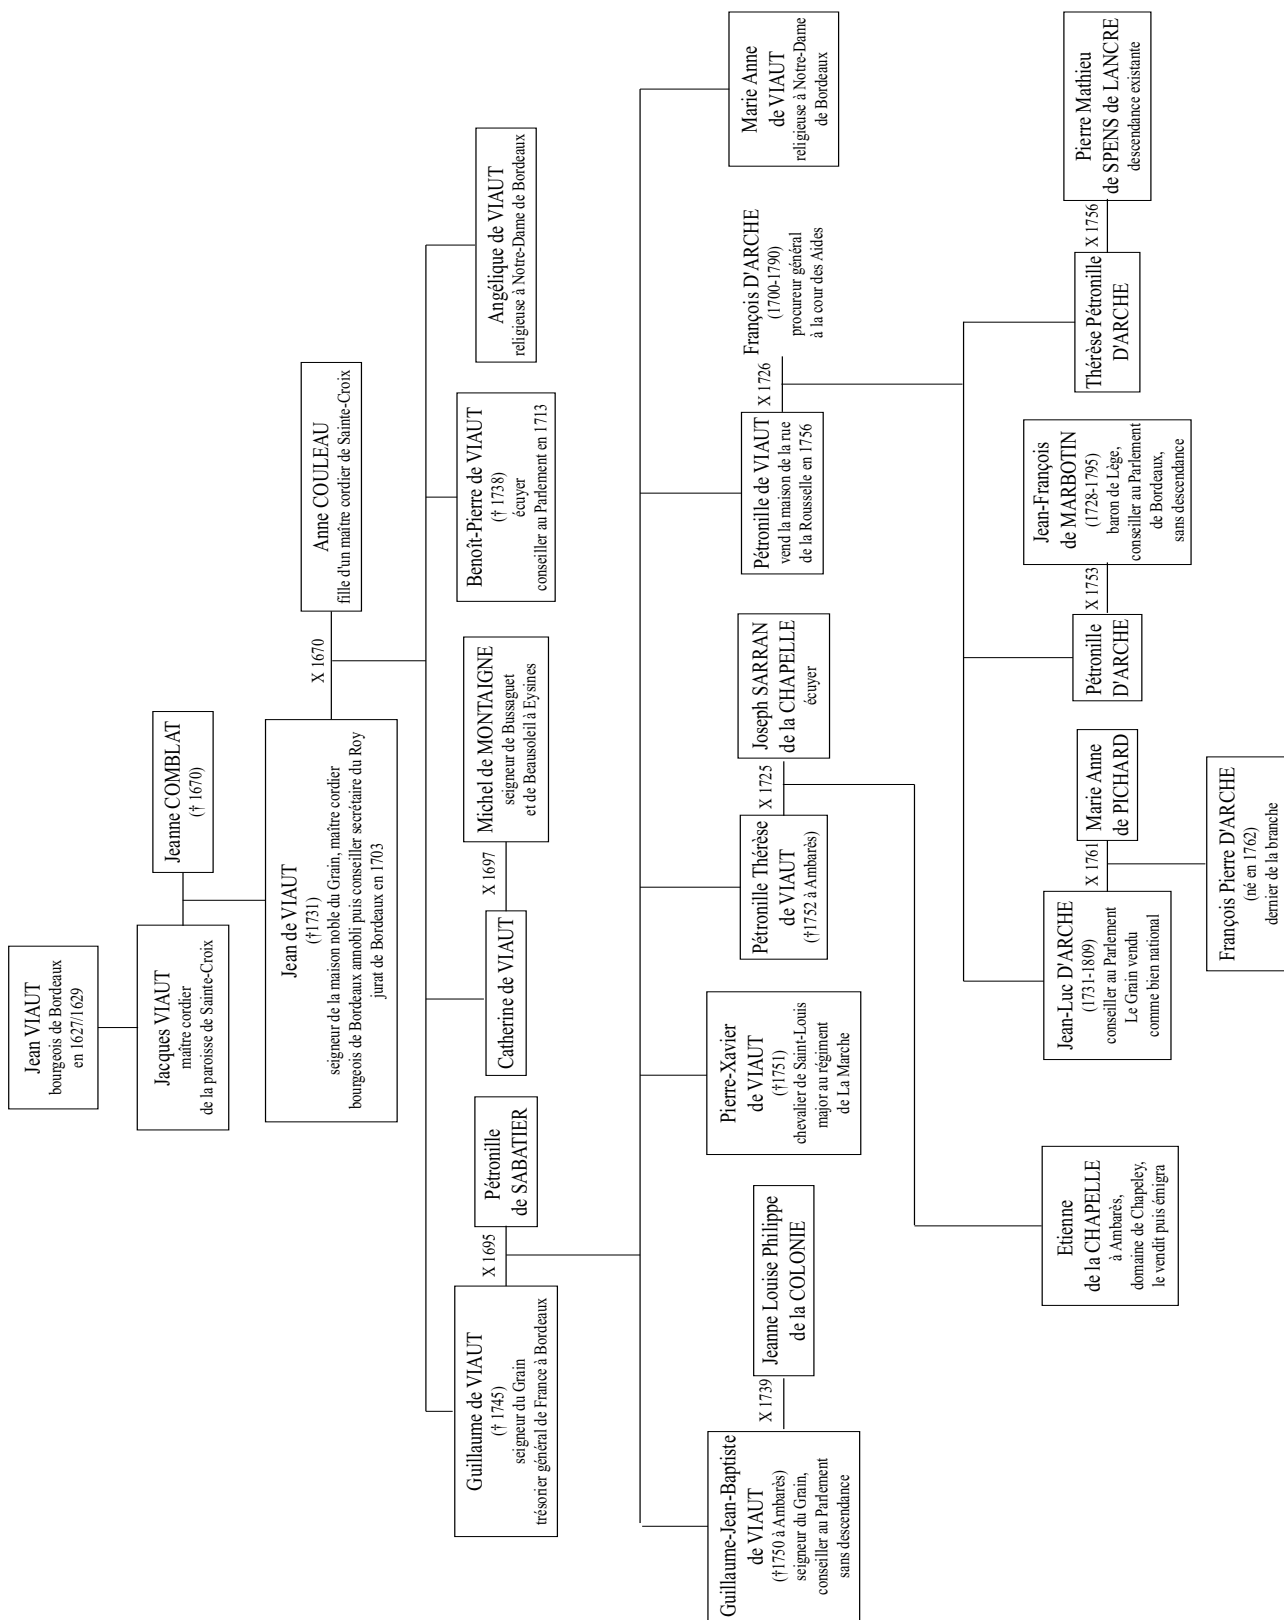 Jean VIAUT
bourgeois de Bordeaux
en 1627/1629
Jacques VIAUT
maître cordier
de la paroisse de Sainte-Croix
Jeanne COMBLAT
(† 1670)
Jean de VIAUT
(†1731)
seigneur de la maison noble du Grain, maître cordier
bourgeois de Bordeaux annobli puis conseiller secrétaire du Roy
jurat de Bordeaux en 1703
X 1670
Anne COULEAU
fille d'un maître cordier de Sainte-Croix
Guillaume de VIAUT
(† 1745)
seigneur du Grain
trésorier général de France à Bordeaux
X 1695
Pétronille
de SABATIER
Catherine de VIAUT
X 1697
Michel de MONTAIGNE
seigneur de Bussaguet
et de Beausoleil à Eysines
Benoît-Pierre de VIAUT
(† 1738)
écuyer
conseiller au Parlement en 1713
Angélique de VIAUT
religieuse à Notre-Dame de Bordeaux
Guillaume-Jean-Baptiste
de VIAUT
(†1750 à Ambarès)
seigneur du Grain,
conseiller au Parlement
sans descendance
X 1739
Jeanne Louise Philippe
de la COLONIE
Pierre-Xavier
de VIAUT
(†1751)
chevalier de Saint-Louis
major au régiment
de La Marche
Pétronille Thérèse
de VIAUT
(†1752 à Ambarès)
X 1725
Joseph SARRAN
de la CHAPELLE
écuyer
Pétronille de VIAUT
vend la maison de la rue
de la Rousselle en 1756
X 1726
François D'ARCHE
(1700-1790)
procureur général
à la cour des Aides
Marie Anne
de VIAUT
religieuse à Notre-Dame
de Bordeaux
Etienne
de la CHAPELLE
à Ambarès,
domaine de Chapeley,
le vendit puis émigra
Jean-Luc D'ARCHE
(1731-1809)
conseiller au Parlement
Le Grain vendu
comme bien national
X 1761
Marie Anne
de PICHARD
Pétronille
D'ARCHE
X 1753
Jean-François
de MARBOTIN
(1728-1795)
baron de Lège,
conseiller au Parlement
de Bordeaux,
sans descendance
Thérèse Pétronille
D'ARCHE
X 1756
Pierre Mathieu
de SPENS de LANCRE
descendance existante
François Pierre D'ARCHE
(né en 1762)
dernier de la branche